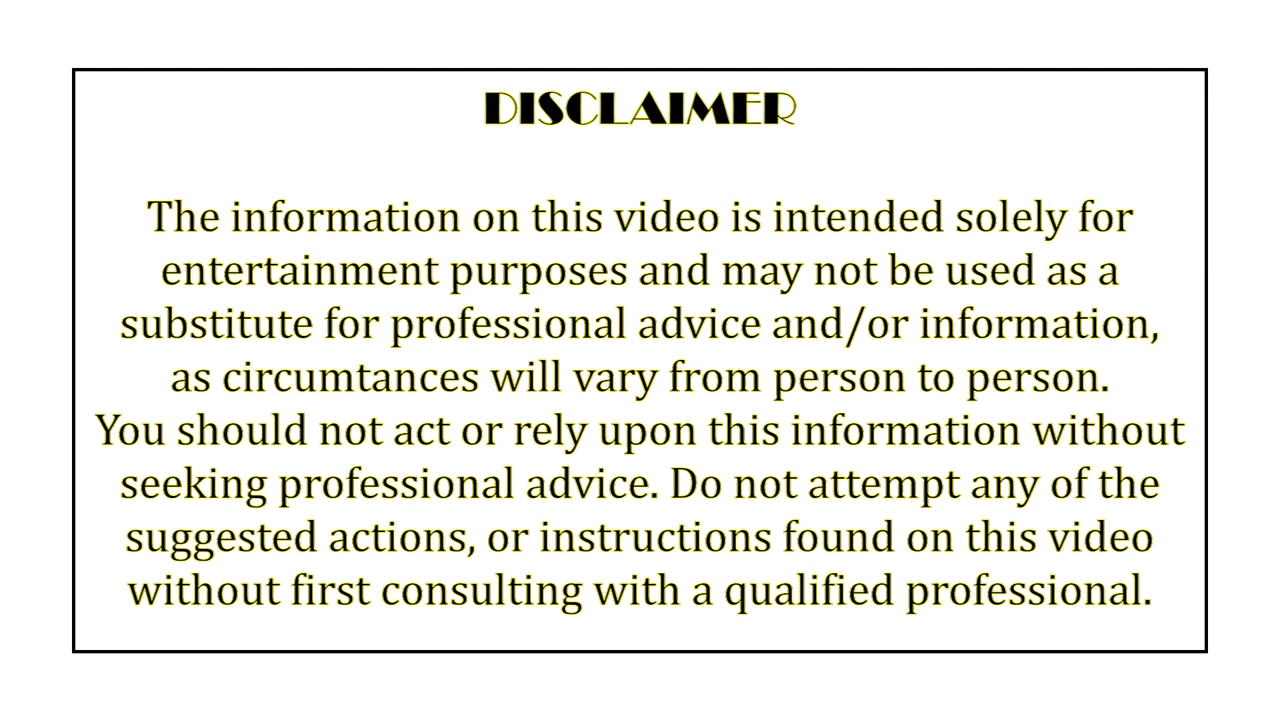 DISCLAIMER
The information on this video is intended solely for
entertainment purposes and may not be used as a
substitute for professional advice and/or information,
as circumtances will vary from person to person.
You should not act or rely upon this information without
seeking professional advice. Do not attempt any of the
suggested actions, or instructions found on this video
without first consulting with a qualified professional.